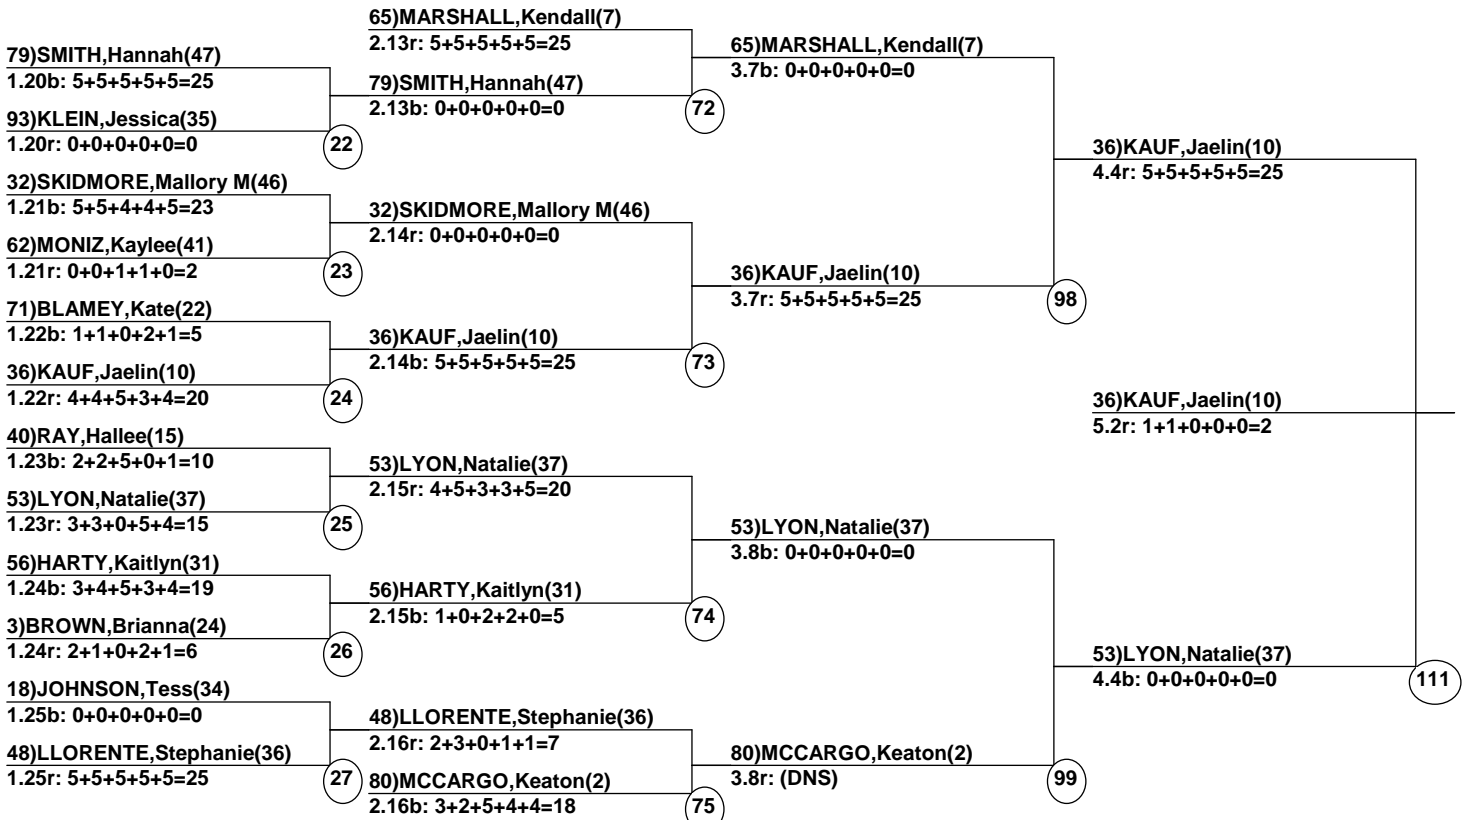 79)SMITH,Hannah(47)
1.20b: 5+5+5+5+5=25
93)KLEIN,Jessica(35)
1.20r: 0+0+0+0+0=0
22
32)SKIDMORE,Mallory M(46)
1.21b: 5+5+4+4+5=23
62)MONIZ,Kaylee(41)
1.21r: 0+0+1+1+0=2
23
71)BLAMEY,Kate(22)
1.22b: 1+1+0+2+1=5
36)KAUF,Jaelin(10)
1.22r: 4+4+5+3+4=20
24
40)RAY,Hallee(15)
1.23b: 2+2+5+0+1=10
53)LYON,Natalie(37)
1.23r: 3+3+0+5+4=15
25
56)HARTY,Kaitlyn(31)
1.24b: 3+4+5+3+4=19
3)BROWN,Brianna(24)
1.24r: 2+1+0+2+1=6
26
18)JOHNSON,Tess(34)
1.25b: 0+0+0+0+0=0
48)LLORENTE,Stephanie(36)
1.25r: 5+5+5+5+5=25
27
65)MARSHALL,Kendall(7)
2.13r: 5+5+5+5+5=25
79)SMITH,Hannah(47)
2.13b: 0+0+0+0+0=0
72
32)SKIDMORE,Mallory M(46)
2.14r: 0+0+0+0+0=0
36)KAUF,Jaelin(10)
2.14b: 5+5+5+5+5=25
73
53)LYON,Natalie(37)
2.15r: 4+5+3+3+5=20
56)HARTY,Kaitlyn(31)
2.15b: 1+0+2+2+0=5
74
48)LLORENTE,Stephanie(36)
2.16r: 2+3+0+1+1=7
80)MCCARGO,Keaton(2)
2.16b: 3+2+5+4+4=18
75
65)MARSHALL,Kendall(7)
3.7b: 0+0+0+0+0=0
36)KAUF,Jaelin(10)
3.7r: 5+5+5+5+5=25
98
53)LYON,Natalie(37)
3.8b: 0+0+0+0+0=0
80)MCCARGO,Keaton(2)
3.8r: (DNS)
99
36)KAUF,Jaelin(10)
4.4r: 5+5+5+5+5=25
53)LYON,Natalie(37)
4.4b: 0+0+0+0+0=0
111
36)KAUF,Jaelin(10)
5.2r: 1+1+0+0+0=2